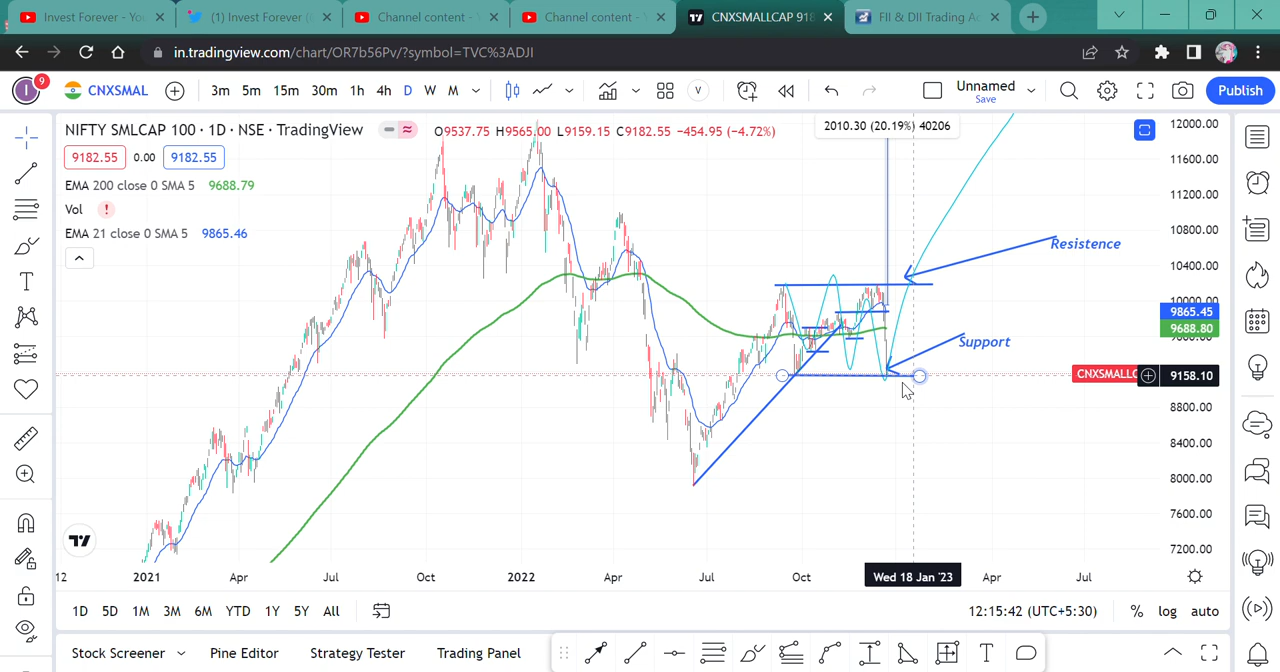 Invest Forever - Yo
(1) Invest Forever (
Channel content -
Channel content -
CNXSMALLCAP 918
FII & DII Trading Ac
in.tradingview.com/chart/OR7b56Pv/?symbol=TVC%3ADJI
I 9
CNXSMAL
3m 5m 15m 30m 1h 4h D W M
V
Unnamed
Save
Publish
NIFTY SMLCAP 100 · 1D · NSE · TradingView
O9537.75 H9565.00 L9159.15 C9182.55 −454.95 (−4.72%)
2010.30 (20.19%) 40206
9182.55 0.00 9182.55
EMA 200 close 0 SMA 5 9688.79
Vol !
EMA 21 close 0 SMA 5 9865.46
Resistence
Support
12000.00
11600.00
11200.00
10800.00
10400.00
10000.00
9865.45
9688.80
CNXSMALLC
9158.10
8800.00
8400.00
8000.00
7600.00
7200.00
12 2021 Apr Jul Oct 2022 Apr Jul Oct Wed 18 Jan '23 Apr Jul
1D 5D 1M 3M 6M YTD 1Y 5Y All
12:15:42 (UTC+5:30) % log auto
Stock Screener Pine Editor Strategy Tester Trading Panel